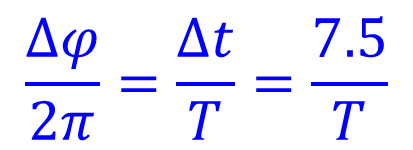 Δφ/2π = Δt/T = 7.5/T